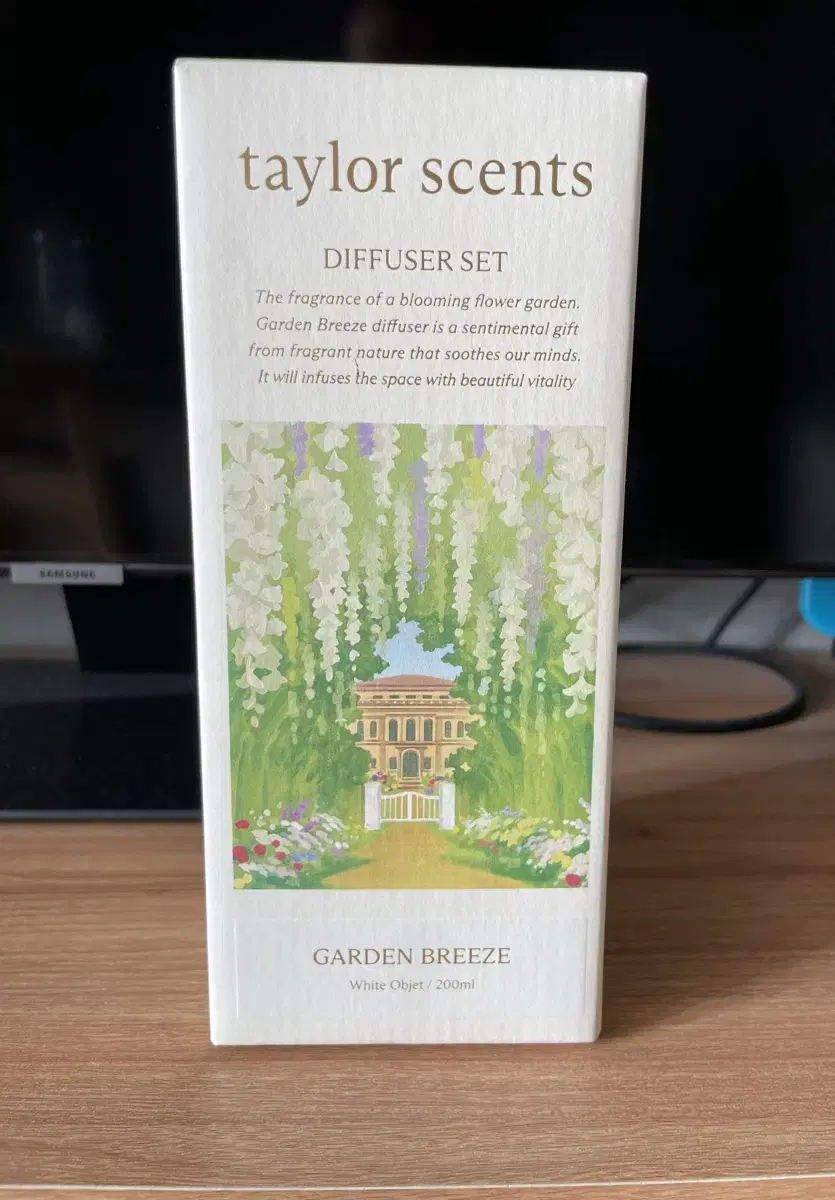 taylor scents
DIFFUSER SET
The fragrance of a blooming flower garden.
Garden Breeze diffuser is a sentimental gift
from fragrant nature that soothes our minds.
It will infuses the space with beautiful vitality
SAMSUNG
GARDEN BREEZE
White Objet / 200ml